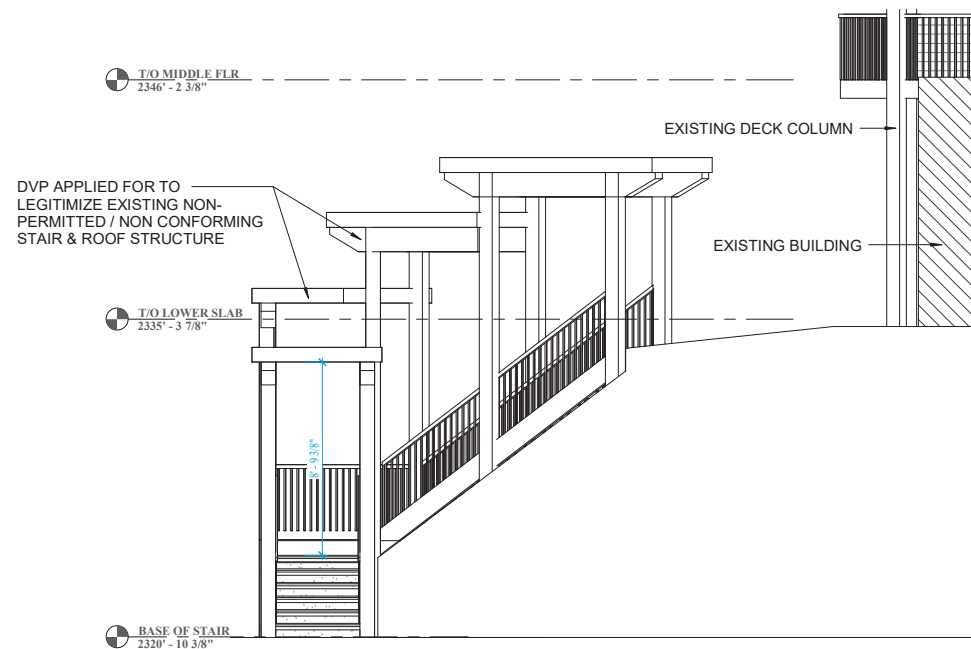 T/O MIDDLE FLR
2346' - 2 3/8"
EXISTING DECK COLUMN
DVP APPLIED FOR TO
LEGITIMIZE EXISTING NON-
PERMITTED / NON CONFORMING
STAIR & ROOF STRUCTURE
EXISTING BUILDING
T/O LOWER SLAB
2335' - 3 7/8"
8' - 9 3/8"
BASE OF STAIR
2320' - 10 3/8"